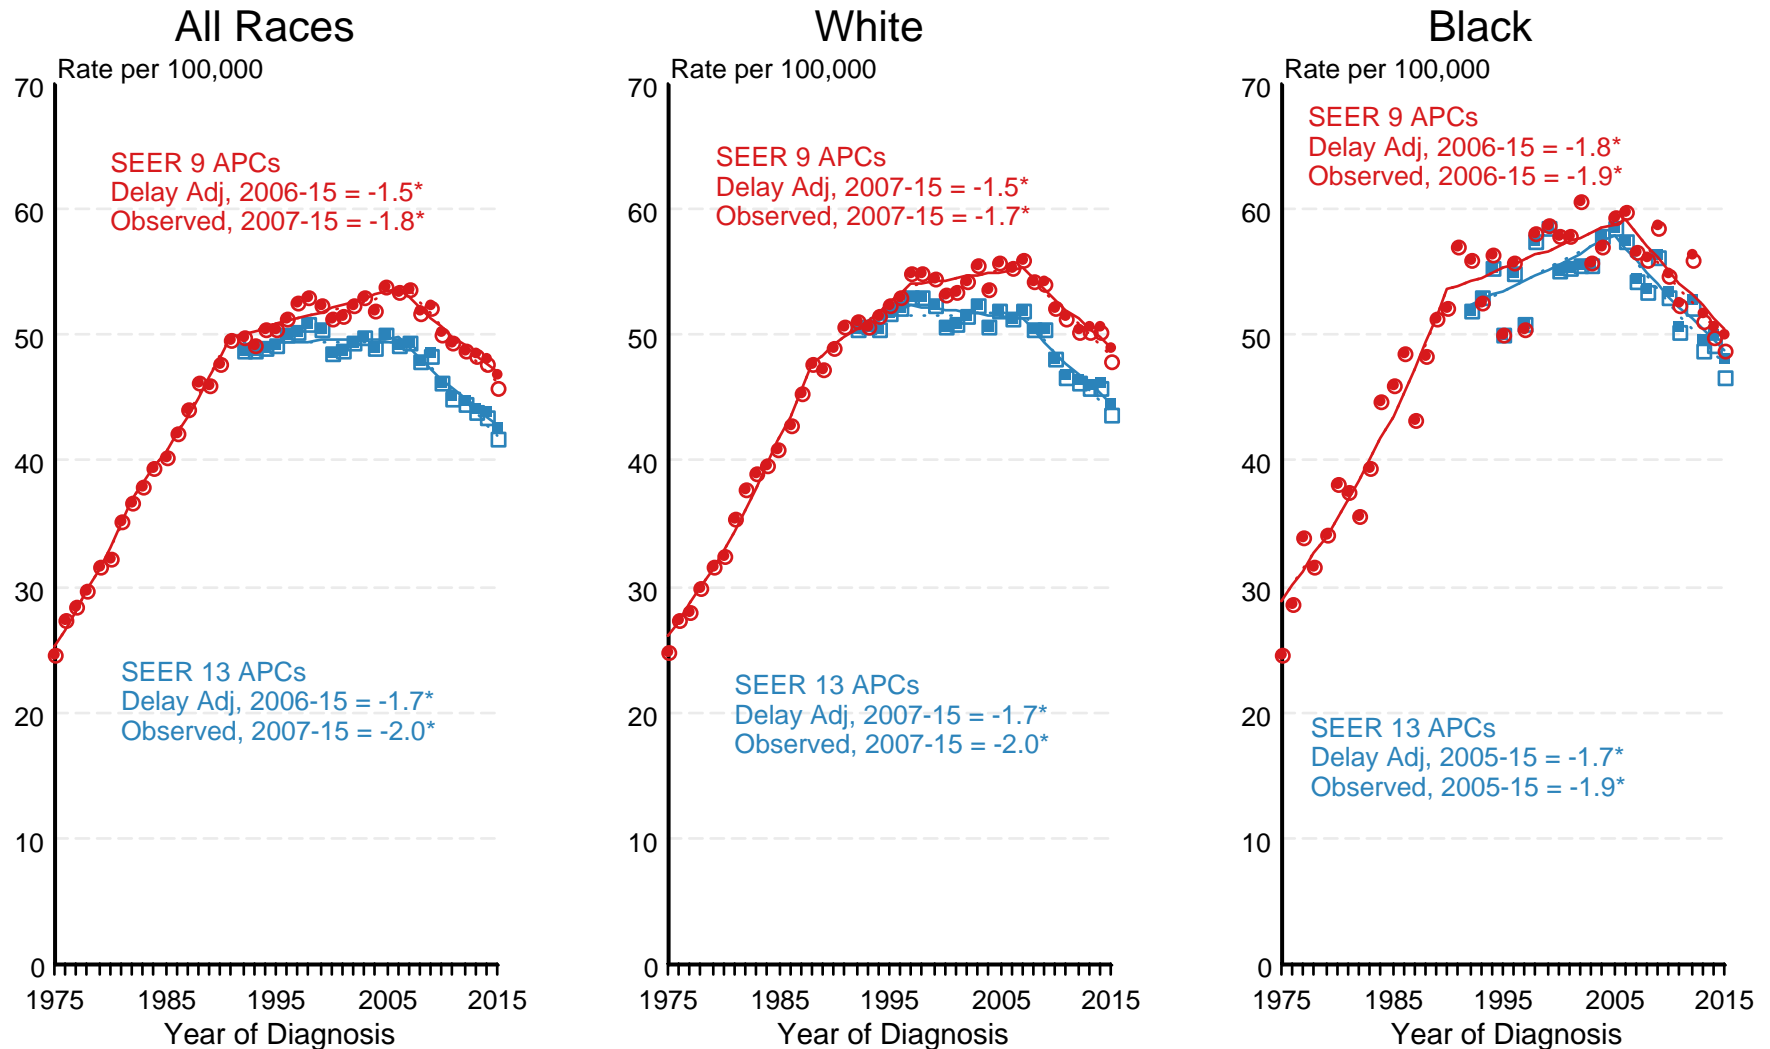 All Races
Rate per 100,000
70
60
50
40
30
20
10
0
SEER 9 APCs
Delay Adj, 2006-15 = -1.5*
Observed, 2007-15 = -1.8*
SEER 13 APCs
Delay Adj, 2006-15 = -1.7*
Observed, 2007-15 = -2.0*
1975 1985 1995 2005 2015
Year of Diagnosis
White
Rate per 100,000
70
60
50
40
30
20
10
0
SEER 9 APCs
Delay Adj, 2007-15 = -1.5*
Observed, 2007-15 = -1.7*
SEER 13 APCs
Delay Adj, 2007-15 = -1.7*
Observed, 2007-15 = -2.0*
1975 1985 1995 2005 2015
Year of Diagnosis
Black
Rate per 100,000
70
60
50
40
30
20
10
0
SEER 9 APCs
Delay Adj, 2006-15 = -1.8*
Observed, 2006-15 = -1.9*
SEER 13 APCs
Delay Adj, 2005-15 = -1.7*
Observed, 2005-15 = -1.9*
1975 1985 1995 2005 2015
Year of Diagnosis